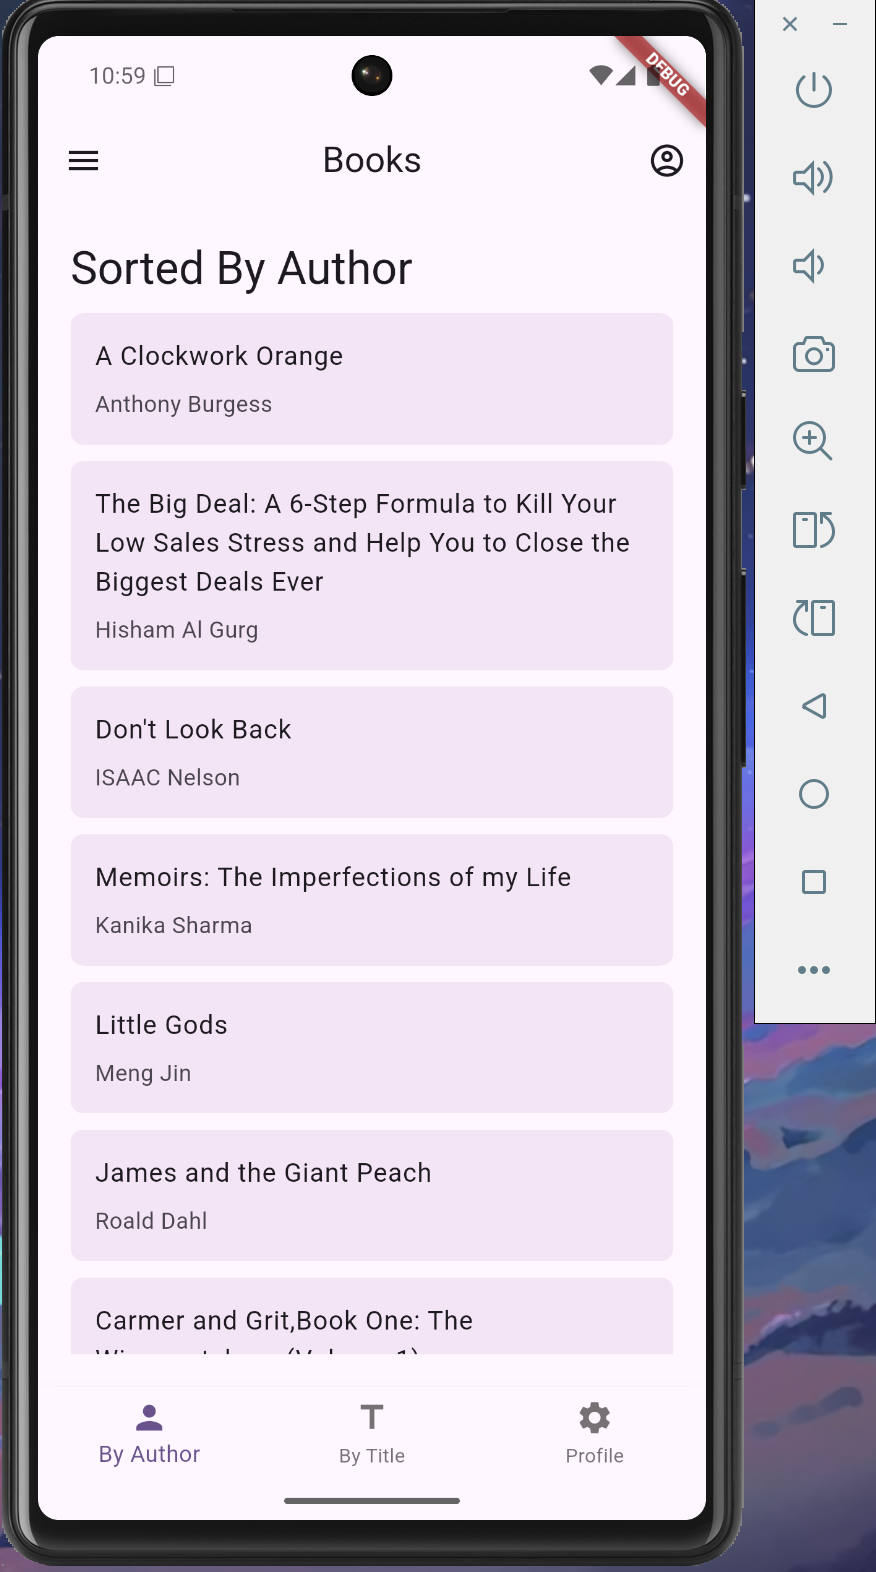 10:59
DEBUG
Books
Sorted By Author
A Clockwork Orange
Anthony Burgess
The Big Deal: A 6-Step Formula to Kill Your
Low Sales Stress and Help You to Close the
Biggest Deals Ever
Hisham Al Gurg
Don't Look Back
ISAAC Nelson
Memoirs: The Imperfections of my Life
Kanika Sharma
Little Gods
Meng Jin
James and the Giant Peach
Roald Dahl
Carmer and Grit,Book One: The
By Author
By Title
Profile